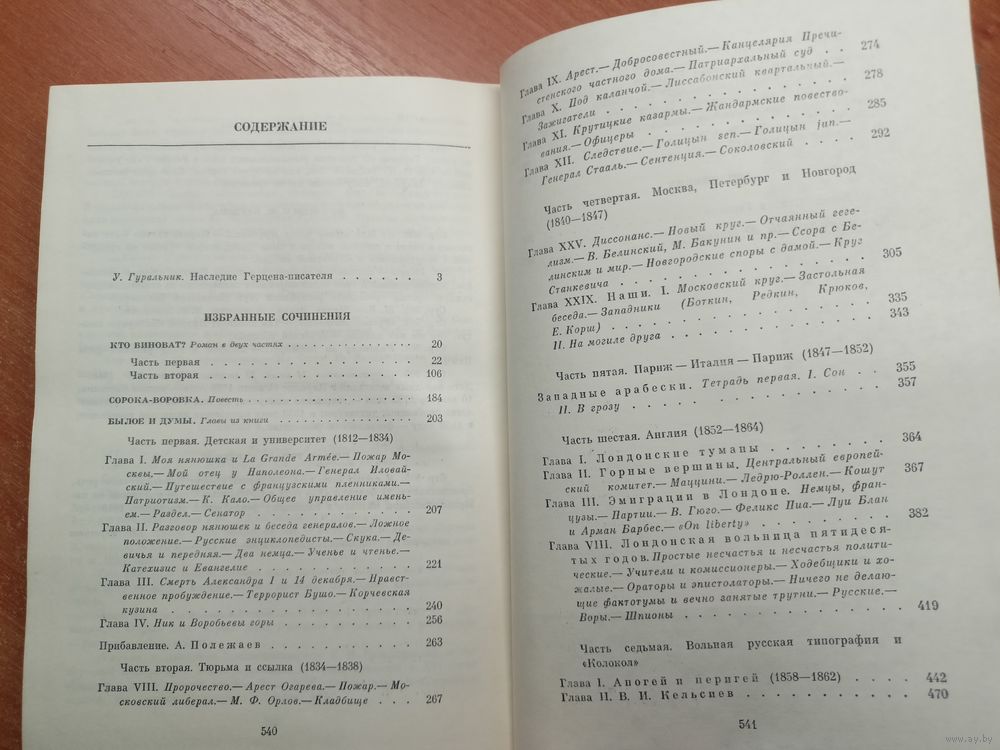 СОДЕРЖАНИЕ
У. Гуральник. Наследие Герцена-писателя . . . . . . 3
ИЗБРАННЫЕ СОЧИНЕНИЯ
КТО ВИНОВАТ? Роман в двух частях . . . . . . . . . . . . . . 20
Часть первая . . . . . . . . . . . . . . . . 22
Часть вторая . . . . . . . . . . . . . . . . 106
СОРОКА-ВОРОВКА. Повесть . . . . . . . . . . . . . . 184
БЫЛОЕ И ДУМЫ. Главы из книги . . . . . . . . . . . . 203
Часть первая. Детская и университет (1812—1834)
Глава I. Моя нянюшка и La Grande Armée.— Пожар Мос-
квы.— Мой отец у Наполеона.— Генерал Иловай-
ский.— Путешествие с французскими пленниками.—
Патриотизм.— К. Кало.— Общее управление имень-
ем.— Раздел.— Сенатор . . . . . . . . . . 207
Глава II. Разговор нянюшек и беседа генералов.— Ложное
положение.— Русские энциклопедисты.— Скука.— Де-
вичья и передняя.— Два немца.— Ученье и чтенье.—
Катехизис и Евангелие . . . . . . . . . . 221
Глава III. Смерть Александра I и 14 декабря.— Нравст-
венное пробуждение.— Террорист Бушо.— Корчевская
кузина . . . . . . . . . . . . . . . . 240
Глава IV. Ник и Воробьевы горы . . . . . . . . . 256
Прибавление. А. Полежаев . . . . . . . . . . . 263
Часть вторая. Тюрьма и ссылка (1834—1838)
Глава VIII. Пророчество.— Арест Огарева.— Пожар.— Мо-
сковский либерал.— М. Ф. Орлов.— Кладбище . . . 267
540
Глава IX. Арест.— Добросовестный.— Канцелярия Пречи-
стенского частного дома.— Патриархальный суд . . 274
Глава X. Под каланчой.— Лиссабонский квартальный.—
Зажигатели . . . . . . . . . . . . . . 278
Глава XI. Крутицкие казармы.— Жандармские повество-
вания.— Офицеры . . . . . . . . . . . . 285
Глава XII. Следствие.— Голицын sen.— Голицын jun.—
Генерал Стааль.— Сентенция.— Соколовский . . . . 292
Часть четвертая. Москва, Петербург и Новгород
(1840—1847)
Глава XXV. Диссонанс.— Новый круг.— Отчаянный геге-
лизм.— В. Белинский, М. Бакунин и пр.— Ссора с Бе-
линским и мир.— Новгородские споры с дамой.— Круг
Станкевича . . . . . . . . . . . . . . 305
Глава XXIX. Наши. I. Московский круг.— Застольная
беседа.— Западники (Боткин, Редкин, Крюков,
Е. Корш) . . . . . . . . . . . . . . . 335
II. На могиле друга . . . . . . . . . . . . 343
Часть пятая. Париж — Италия — Париж (1847—1852)
Западные арабески. Тетрадь первая. I. Сон . . 355
II. В грозу . . . . . . . . . . . . . . 357
Часть шестая. Англия (1852—1864)
Глава I. Лондонские туманы . . . . . . . . 364
Глава II. Горные вершины. Центральный европей-
ский комитет.— Маццини.— Ледрю-Роллен.— Кошут 367
Глава III. Эмиграции в Лондоне. Немцы, фран-
цузы.— Партии.— В. Гюго.— Феликс Пиа.— Луи Блан
и Арман Барбес.— «On liberty» . . . . . . . . 382
Глава VIII. Лондонская вольница пятидеся-
тых годов. Простые несчастья и несчастья полити-
ческие.— Учители и комиссионеры.— Ходебщики и хо-
жалые.— Ораторы и эпистолаторы.— Ничего не делаю-
щие фактотумы и вечно занятые трутни.— Русские.—
Воры.— Шпионы . . . . . . . . . . . . 419
Часть седьмая. Вольная русская типография и
«Колокол»
Глава I. Апогей и перигей (1858—1862) . . . . . 442
Глава II. В. И. Кельсиев . . . . . . . . . . 470
541
www.ay.by